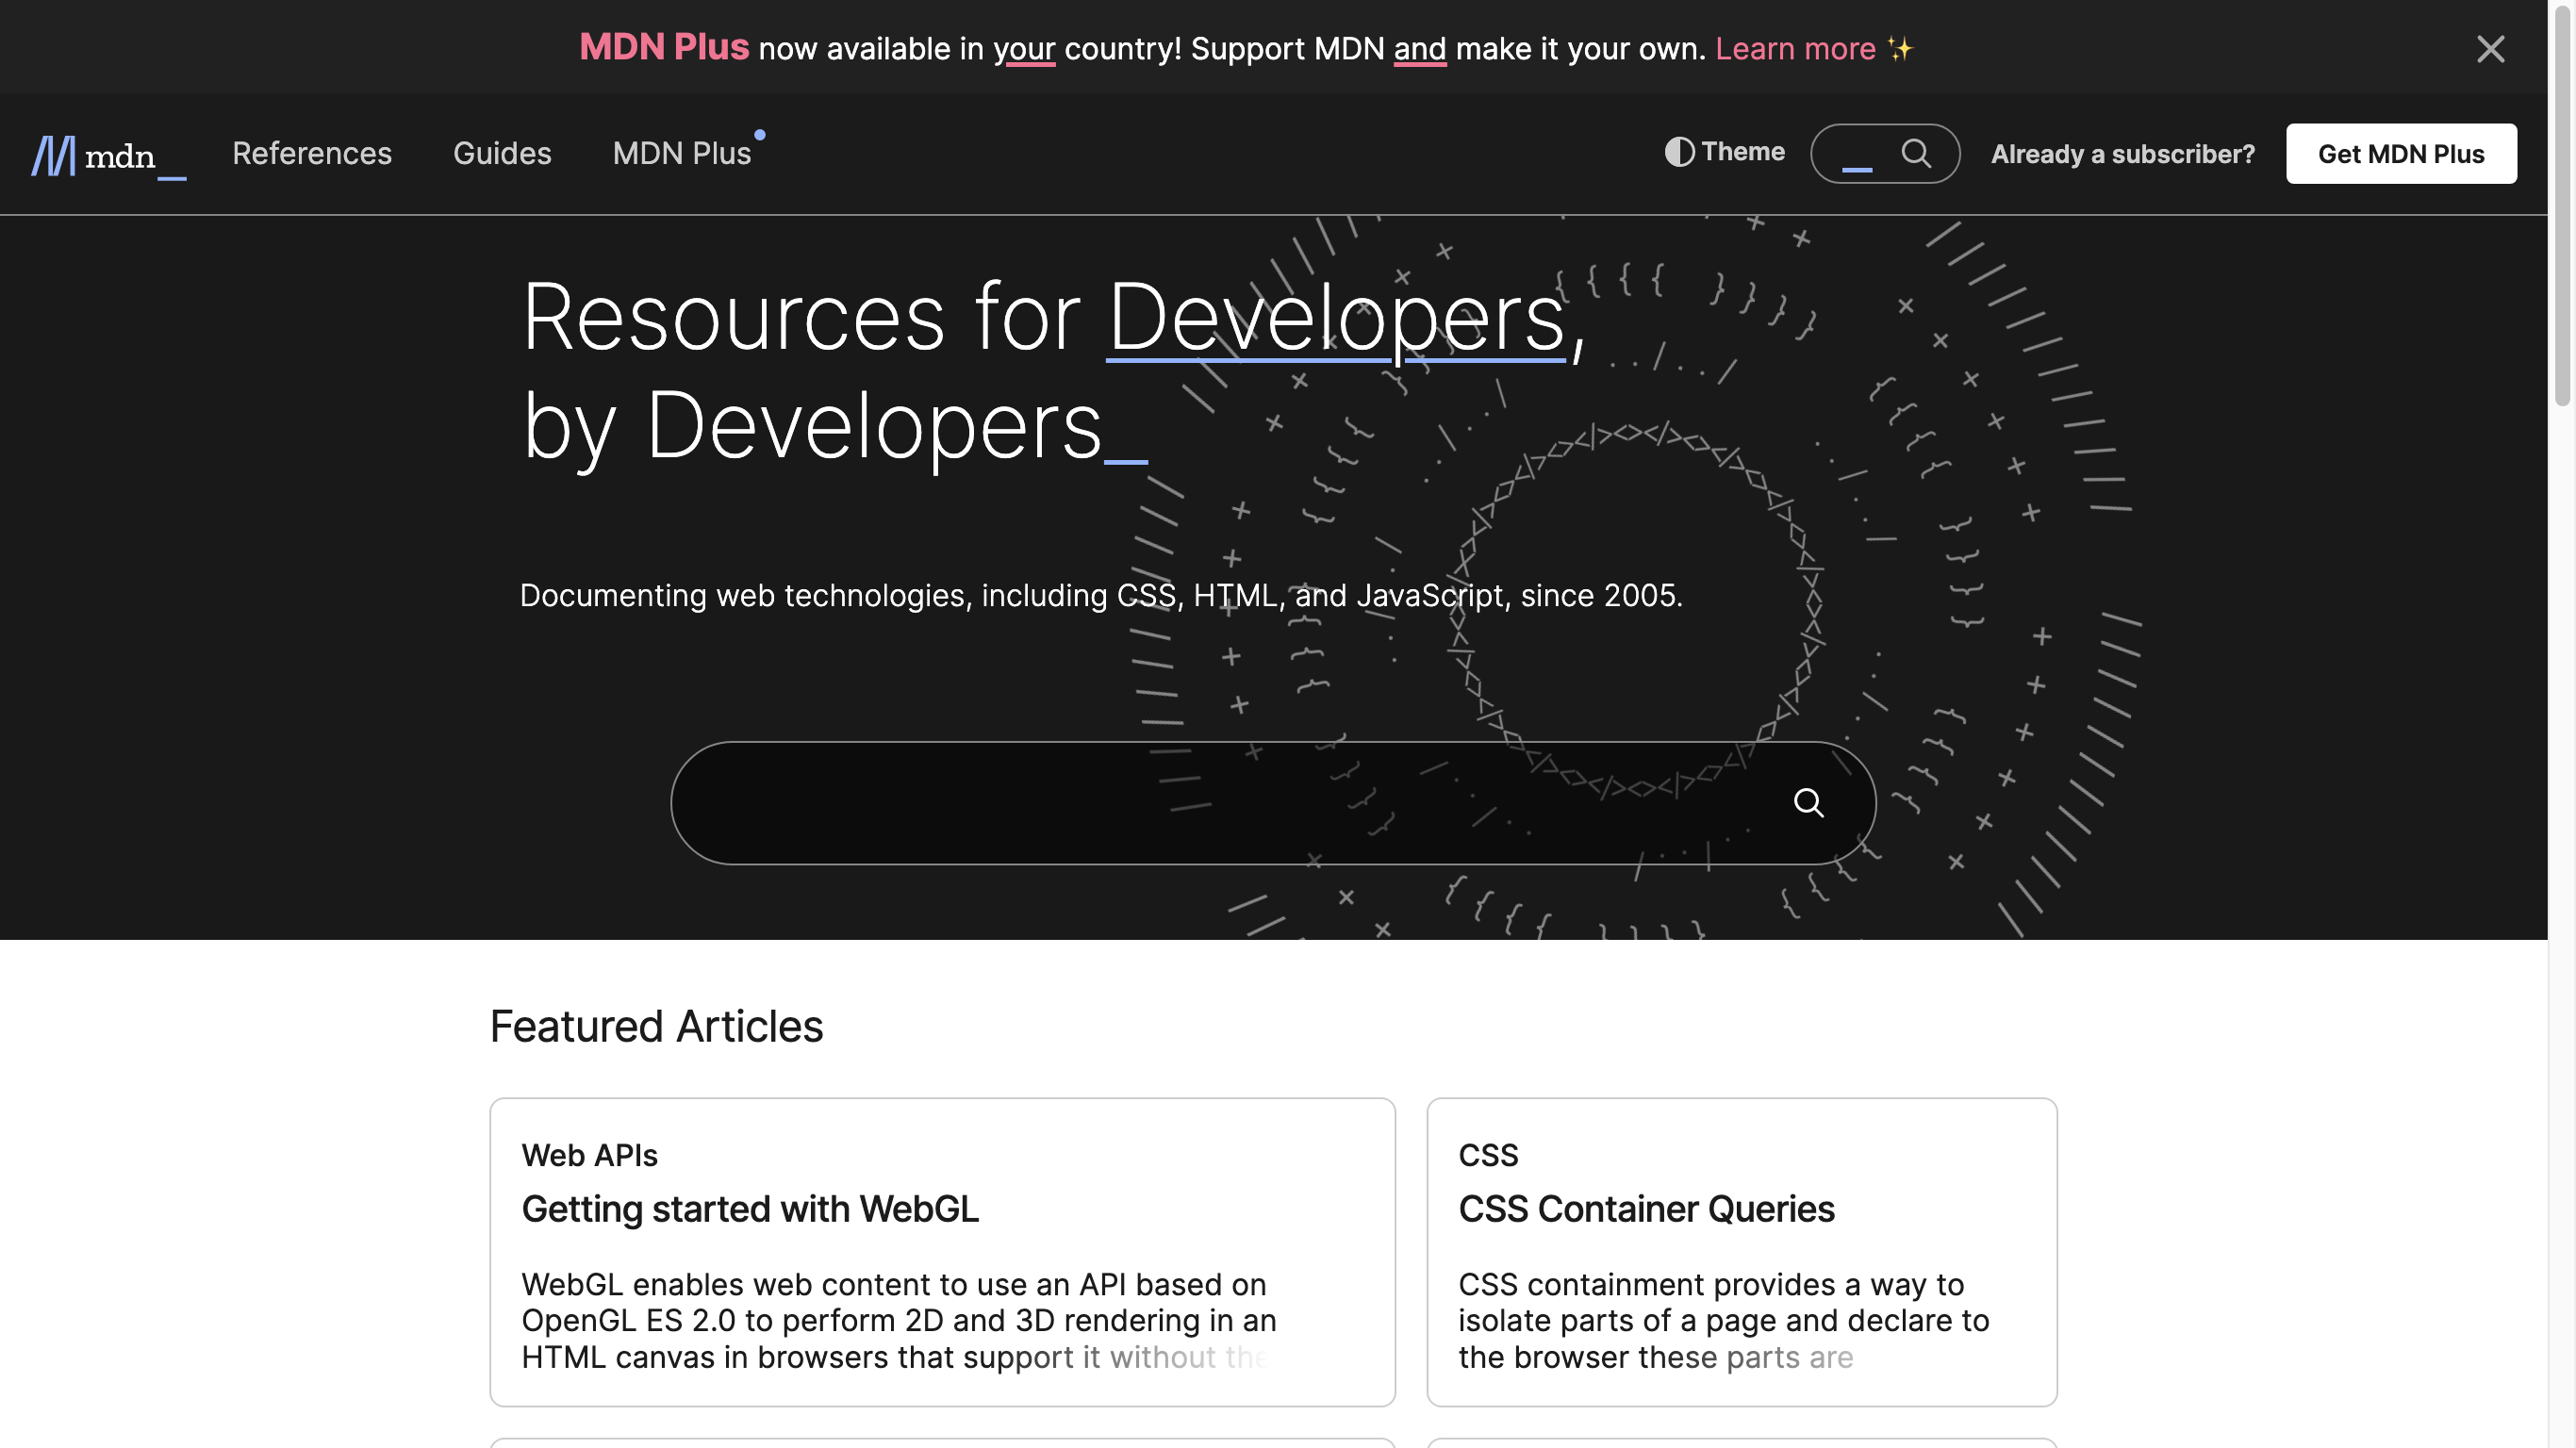 MDN Plus now available in your country! Support MDN and make it your own. Learn more ✨
mdn_
References
Guides
MDN Plus
Theme
Already a subscriber?
Get MDN Plus
Resources for Developers,
by Developers_
Documenting web technologies, including CSS, HTML, and JavaScript, since 2005.
Featured Articles
Web APIs
Getting started with WebGL
WebGL enables web content to use an API based on
OpenGL ES 2.0 to perform 2D and 3D rendering in an
HTML canvas in browsers that support it without the
CSS
CSS Container Queries
CSS containment provides a way to
isolate parts of a page and declare to
the browser these parts are